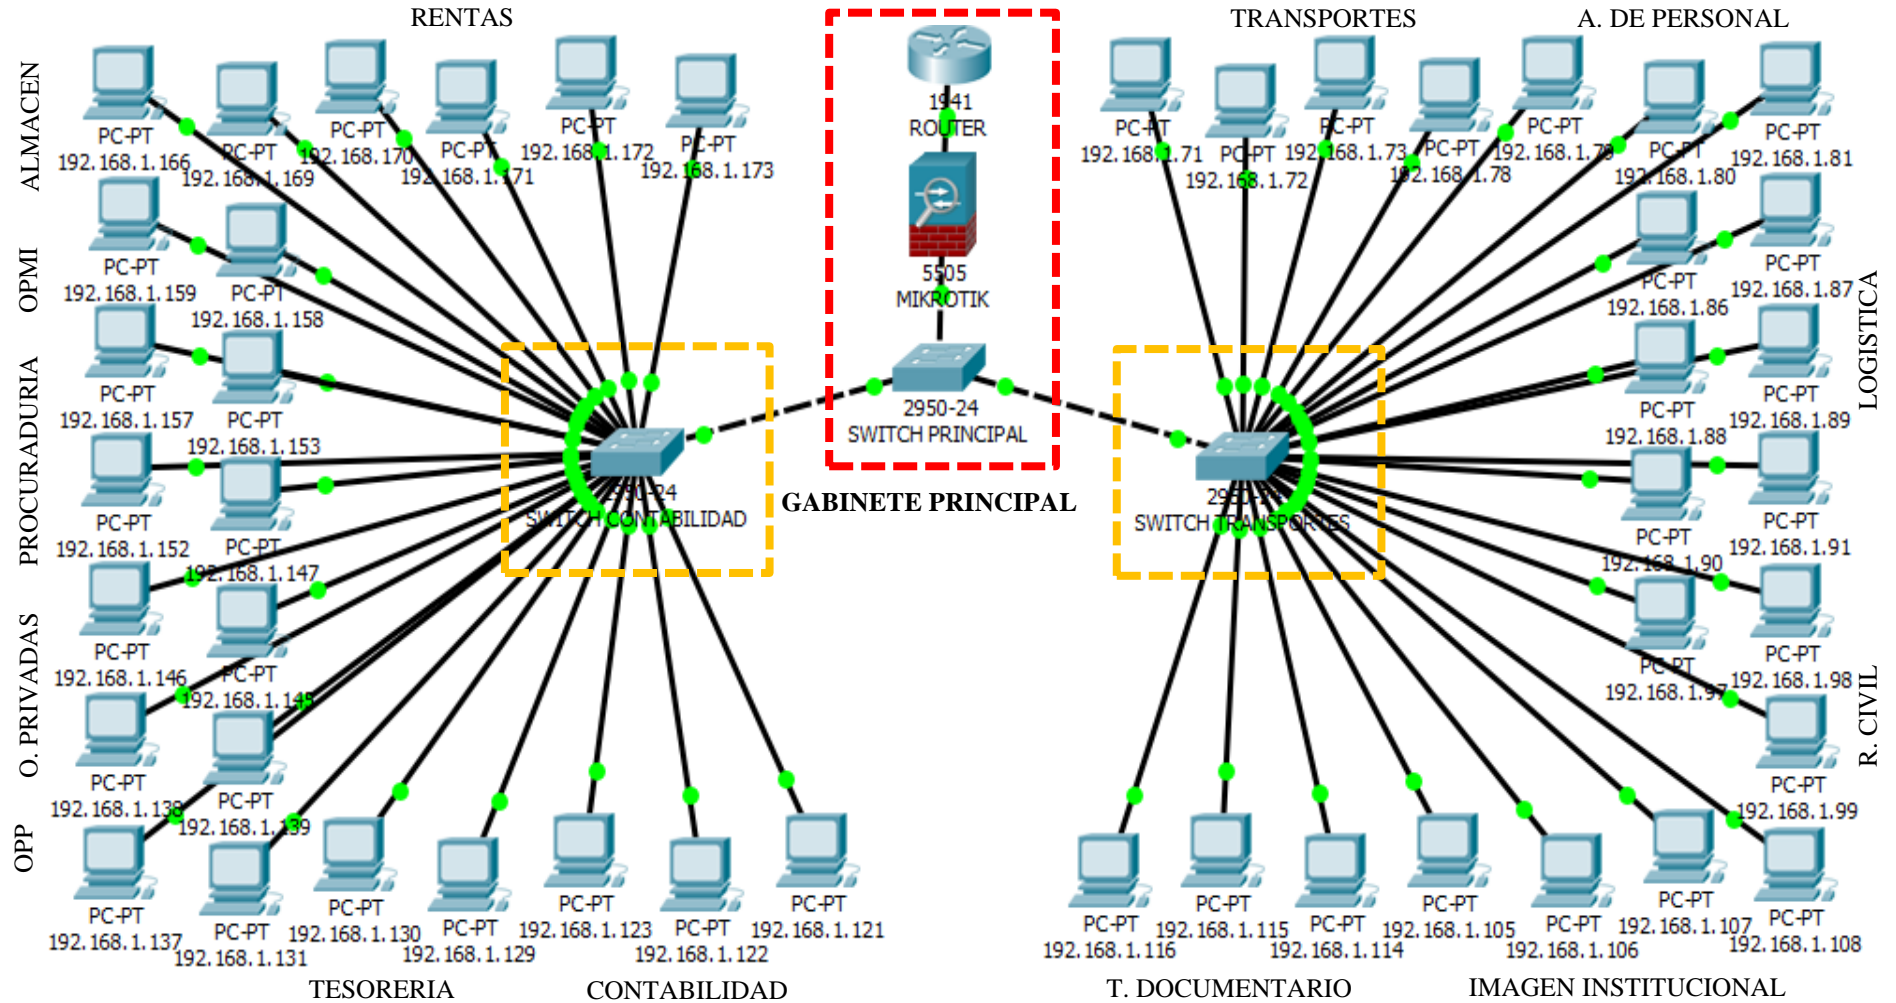 RENTAS
TRANSPORTES
A. DE PERSONAL
ALMACEN
OPMI
PROCURADURIA
O. PRIVADAS
OPP
PC-PT
192.168.1.166
PC-PT
192.168.1.169
PC-PT
192.168.170
PC-PT
192.168.1.171
PC-PT
192.168.1.172
PC-PT
192.168.1.173
PC-PT
192.168.1.159
PC-PT
192.168.1.158
PC-PT
192.168.1.157
PC-PT
192.168.1.153
PC-PT
192.168.1.152
PC-PT
192.168.1.147
PC-PT
192.168.1.146
PC-PT
192.168.1.145
PC-PT
192.168.1.138
PC-PT
192.168.1.139
PC-PT
192.168.1.137
PC-PT
192.168.1.131
PC-PT
192.168.1.130
PC-PT
192.168.1.129
PC-PT
192.168.1.123
PC-PT
192.168.1.122
PC-PT
192.168.1.121
TESORERIA
CONTABILIDAD
2950-24
SWITCH CONTABILIDAD
1941
ROUTER
5505
MIKROTIK
2950-24
SWITCH PRINCIPAL
GABINETE PRINCIPAL
2950-24
SWITCH TRANSPORTES
PC-PT
192.168.1.71
PC-PT
192.168.1.72
PC-PT
192.168.1.73
PC-PT
192.168.1.78
PC-PT
192.168.1.79
PC-PT
192.168.1.80
PC-PT
192.168.1.81
PC-PT
192.168.1.86
PC-PT
192.168.1.87
PC-PT
192.168.1.88
PC-PT
192.168.1.89
PC-PT
192.168.1.90
PC-PT
192.168.1.91
PC-PT
192.168.1.97
PC-PT
192.168.1.98
PC-PT
192.168.1.99
PC-PT
192.168.1.116
PC-PT
192.168.1.115
PC-PT
192.168.1.114
PC-PT
192.168.1.105
PC-PT
192.168.1.106
PC-PT
192.168.1.107
PC-PT
192.168.1.108
LOGISTICA
R. CIVIL
T. DOCUMENTARIO
IMAGEN INSTITUCIONAL